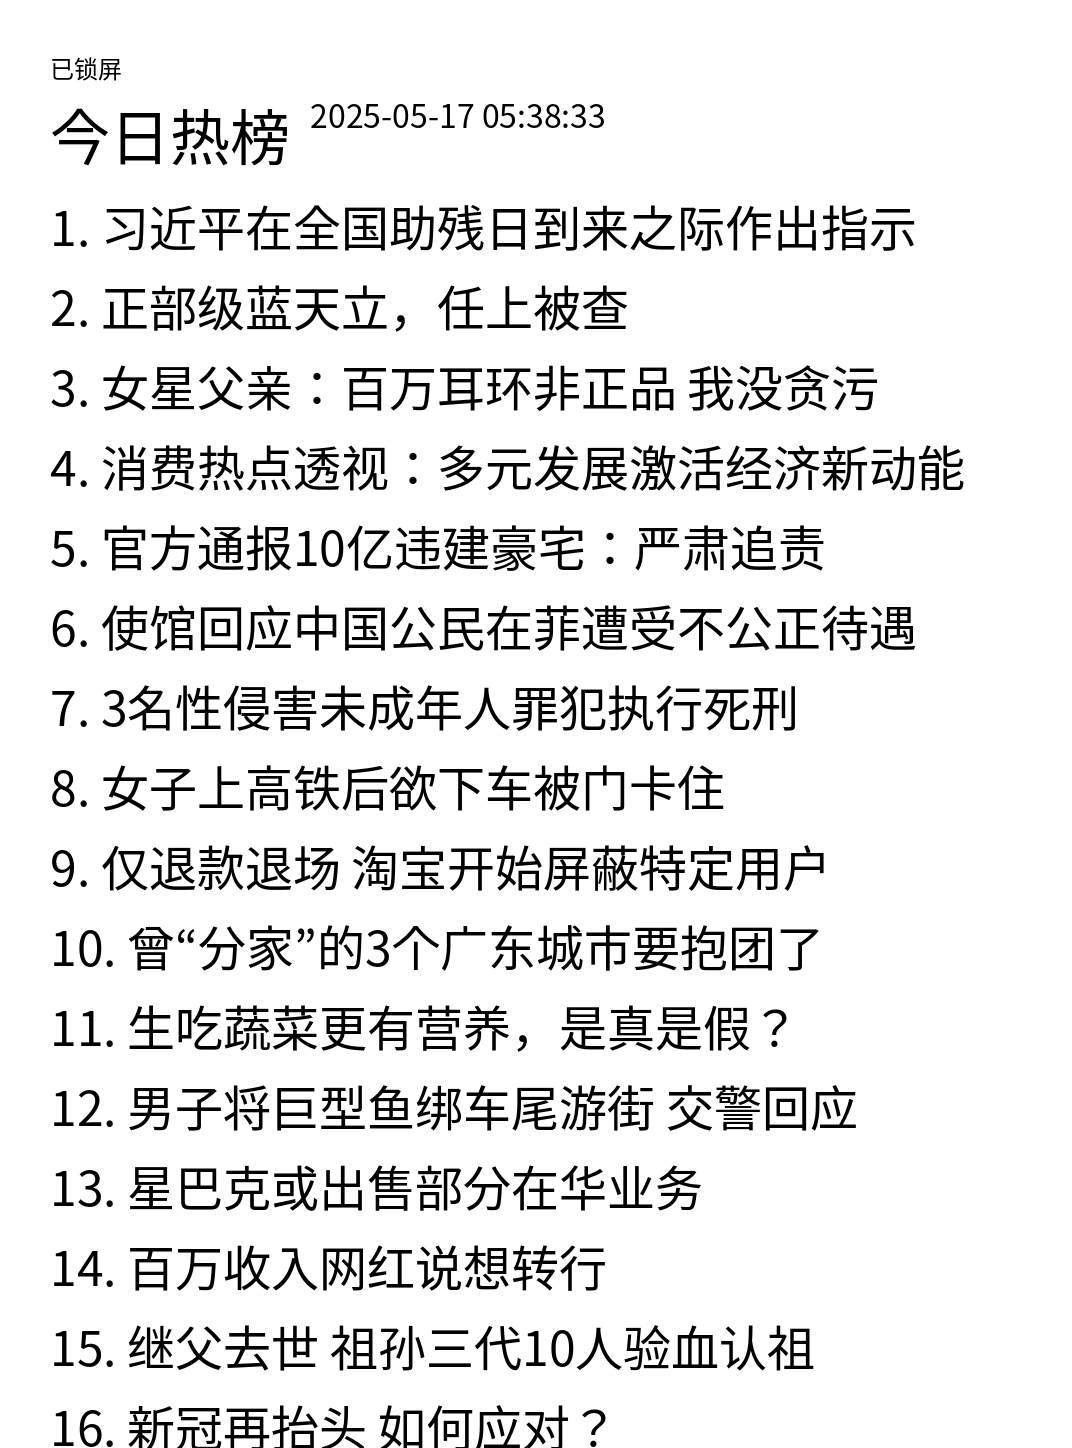 已锁屏
今日热榜 2025-05-17 05:38:33
1. 习近平在全国助残日到来之际作出指示
2. 正部级蓝天立，任上被查
3. 女星父亲：百万耳环非正品 我没贪污
4. 消费热点透视：多元发展激活经济新动能
5. 官方通报10亿违建豪宅：严肃追责
6. 使馆回应中国公民在菲遭受不公正待遇
7. 3名性侵害未成年人罪犯执行死刑
8. 女子上高铁后欲下车被门卡住
9. 仅退款退场 淘宝开始屏蔽特定用户
10. 曾“分家”的3个广东城市要抱团了
11. 生吃蔬菜更有营养，是真是假？
12. 男子将巨型鱼绑车尾游街 交警回应
13. 星巴克或出售部分在华业务
14. 百万收入网红说想转行
15. 继父去世 祖孙三代10人验血认祖
16. 新冠再抬头 如何应对？